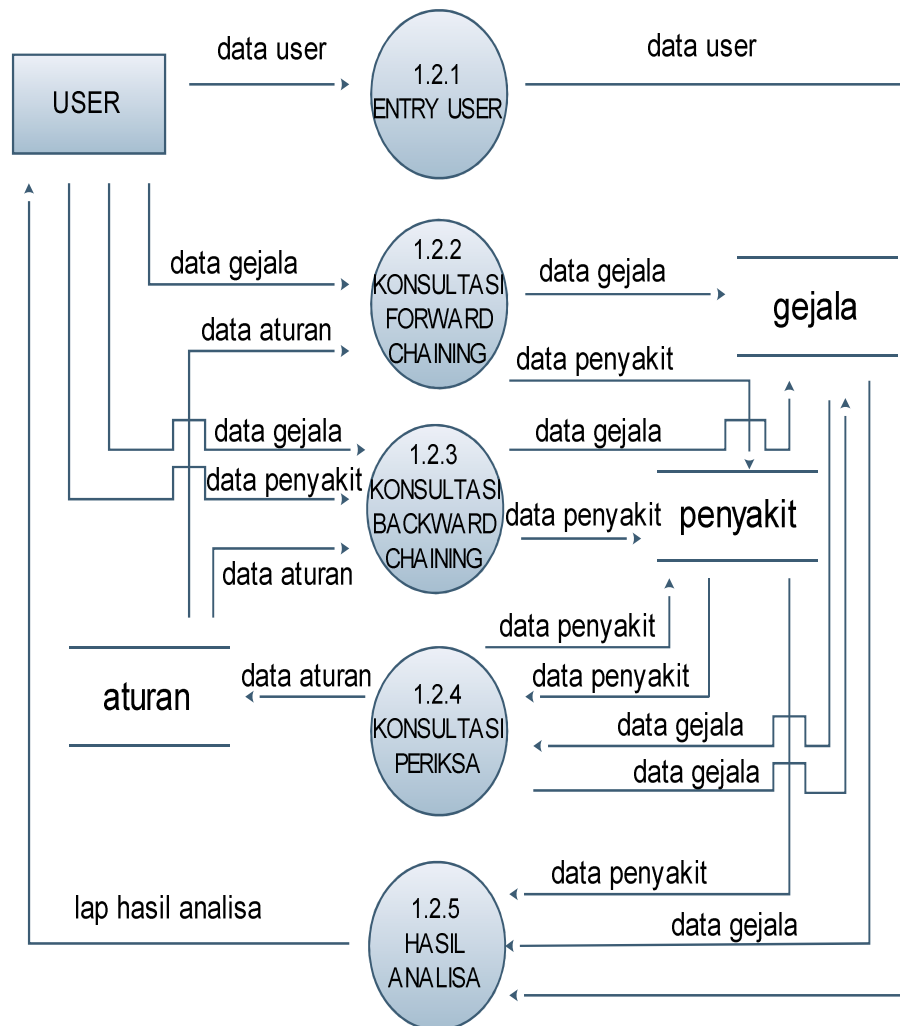 data user
data user
USER
1.2.1
ENTRY USER
data gejala
1.2.2
KONSULTASI
FORWARD
CHAINING
data gejala
gejala
data aturan
data penyakit
data gejala
data penyakit
1.2.3
KONSULTASI
BACKWARD
CHAINING
data gejala
data penyakit
penyakit
data aturan
data penyakit
aturan
data aturan
1.2.4
KONSULTASI
PERIKSA
data penyakit
data gejala
data gejala
data penyakit
lap hasil analisa
1.2.5
HASIL
ANALISA
data gejala